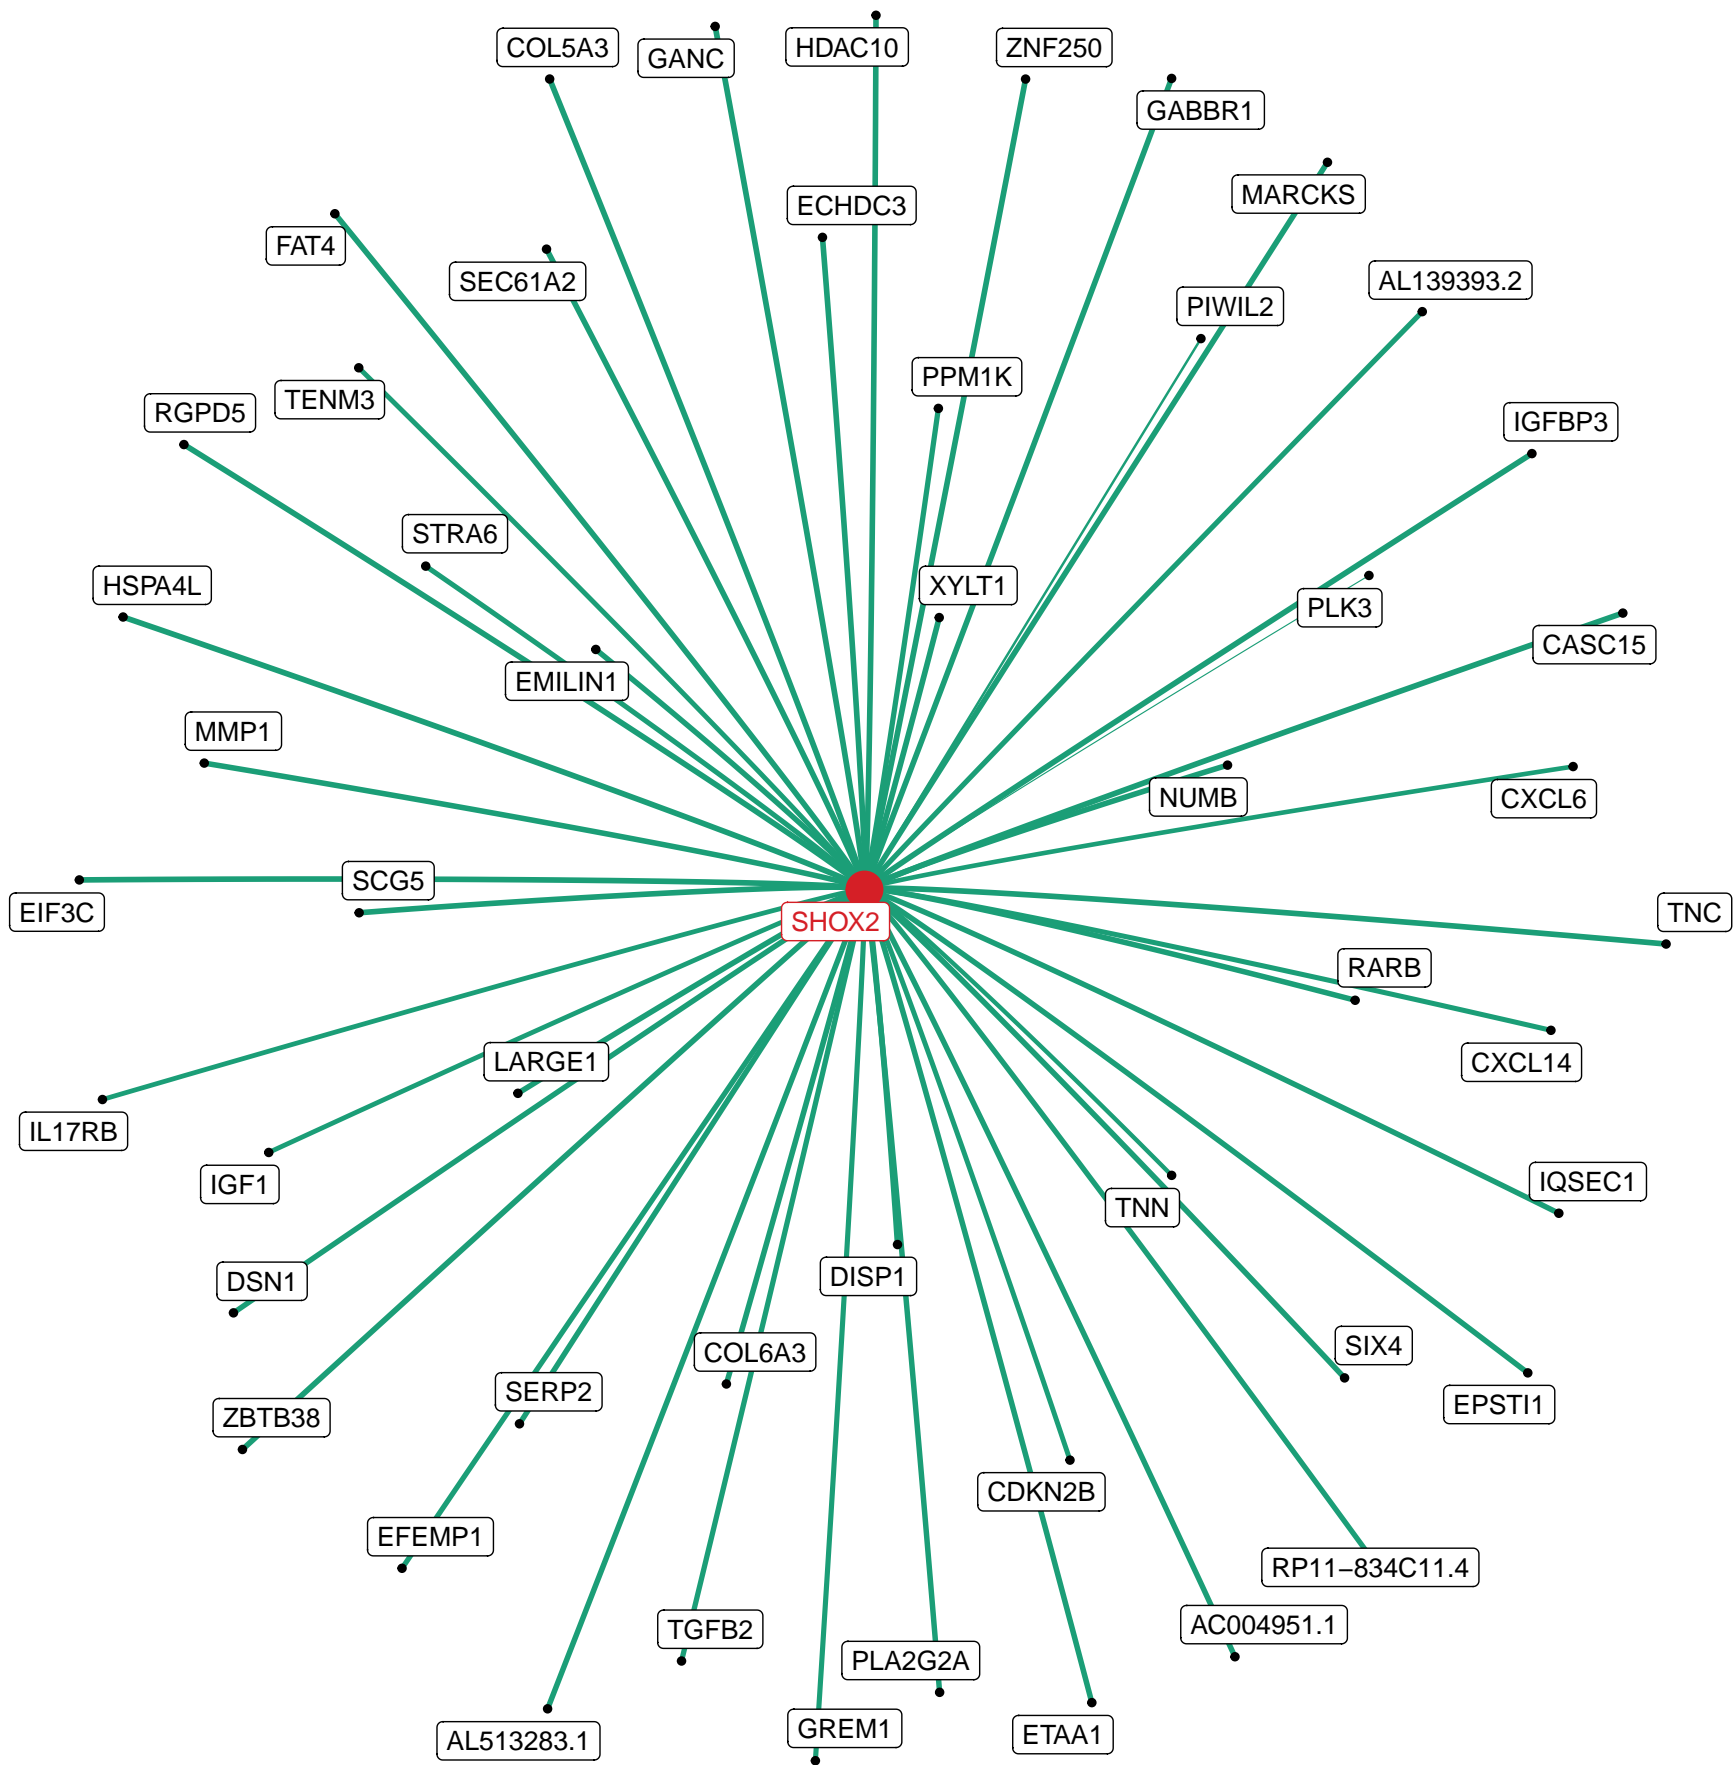 COL5A3
GANC
HDAC10
ZNF250
GABBR1
MARCKS
ECHDC3
FAT4
SEC61A2
AL139393.2
PIWIL2
PPM1K
TENM3
RGPD5
IGFBP3
STRA6
HSPA4L
XYLT1
PLK3
CASC15
EMILIN1
MMP1
NUMB
CXCL6
SCG5
EIF3C
SHOX2
TNC
RARB
LARGE1
CXCL14
IL17RB
IGF1
IQSEC1
TNN
DSN1
DISP1
SIX4
COL6A3
SERP2
EPSTI1
ZBTB38
CDKN2B
EFEMP1
RP11−834C11.4
AC004951.1
TGFB2
PLA2G2A
GREM1
ETAA1
AL513283.1